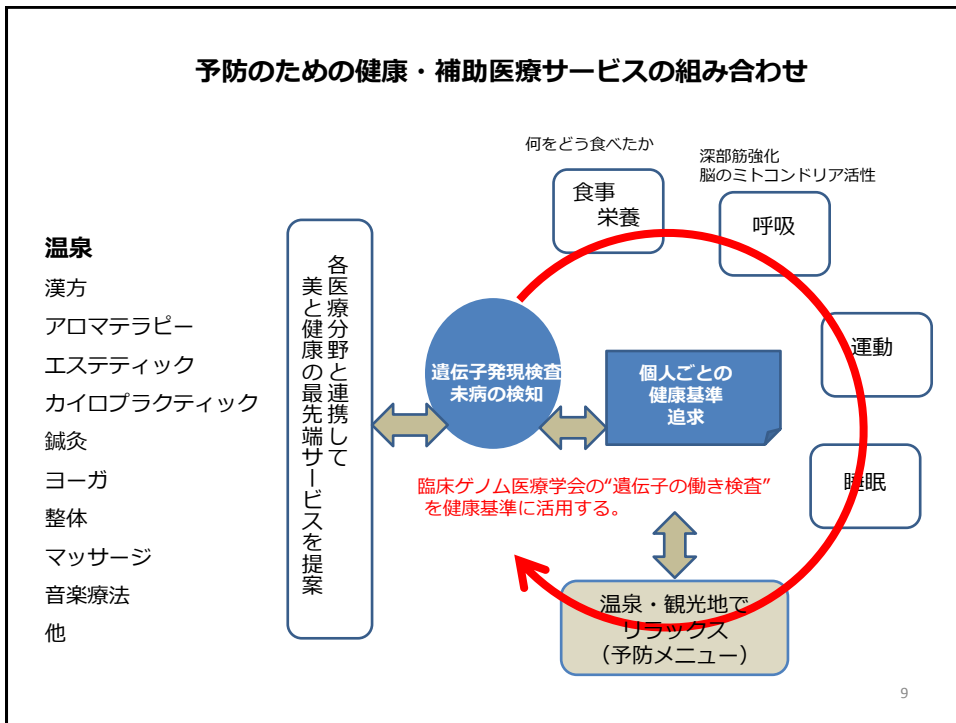 予防のための健康・補助医療サービスの組み合わせ
何をどう食べたか
深部筋強化
脳のミトコンドリア活性
食事
栄養
呼吸
運動
睡眠
温泉
漢方
アロマテラピー
エステティック
カイロプラクティック
鍼灸
ヨーガ
整体
マッサージ
音楽療法
他
各医療分野と連携して
美と健康の最先端サービスを提案
遺伝子発現検査
未病の検知
個人ごとの
健康基準
追求
臨床ゲノム医療学会の“遺伝子の働き検査”
を健康基準に活用する。
温泉・観光地で
リラックス
（予防メニュー）
9